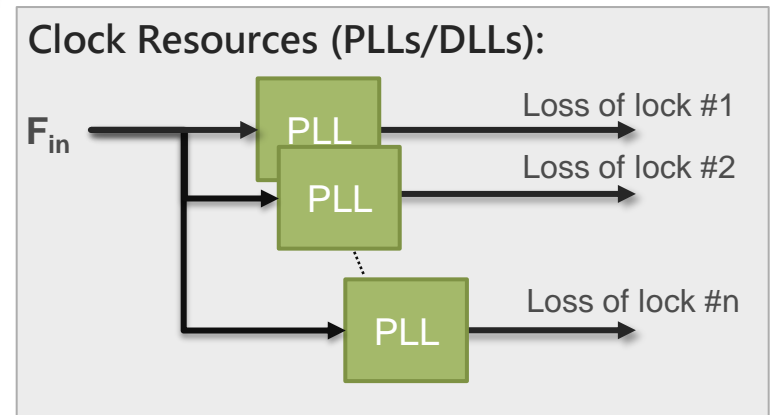 Clock Resources (PLLs/DLLs):
Fin
PLL
Loss of lock #1
PLL
Loss of lock #2
PLL
Loss of lock #n